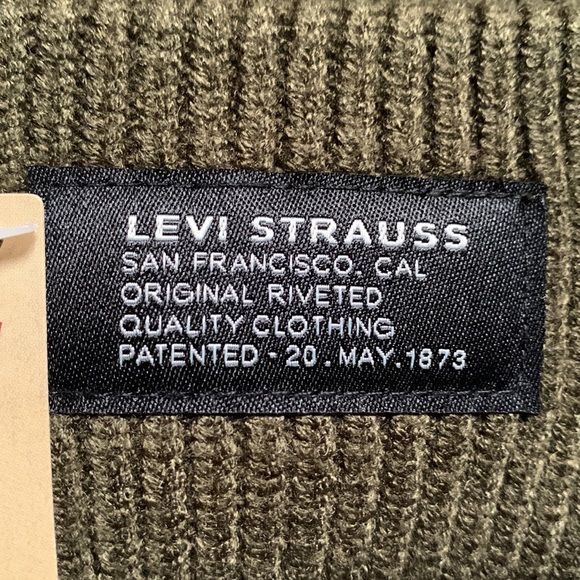 LEVI STRAUSS
SAN FRANCISCO. CAL
ORIGINAL RIVETED
QUALITY CLOTHING
PATENTED - 20 . MAY . 1873